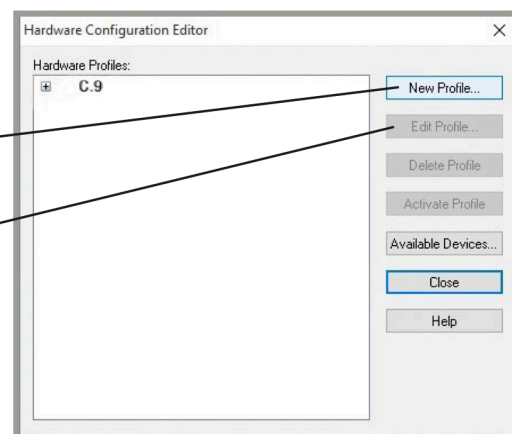 Hardware Configuration Editor
Hardware Profiles:
C.9
New Profile...
Edit Profile...
Delete Profile
Activate Profile
Available Devices...
Close
Help